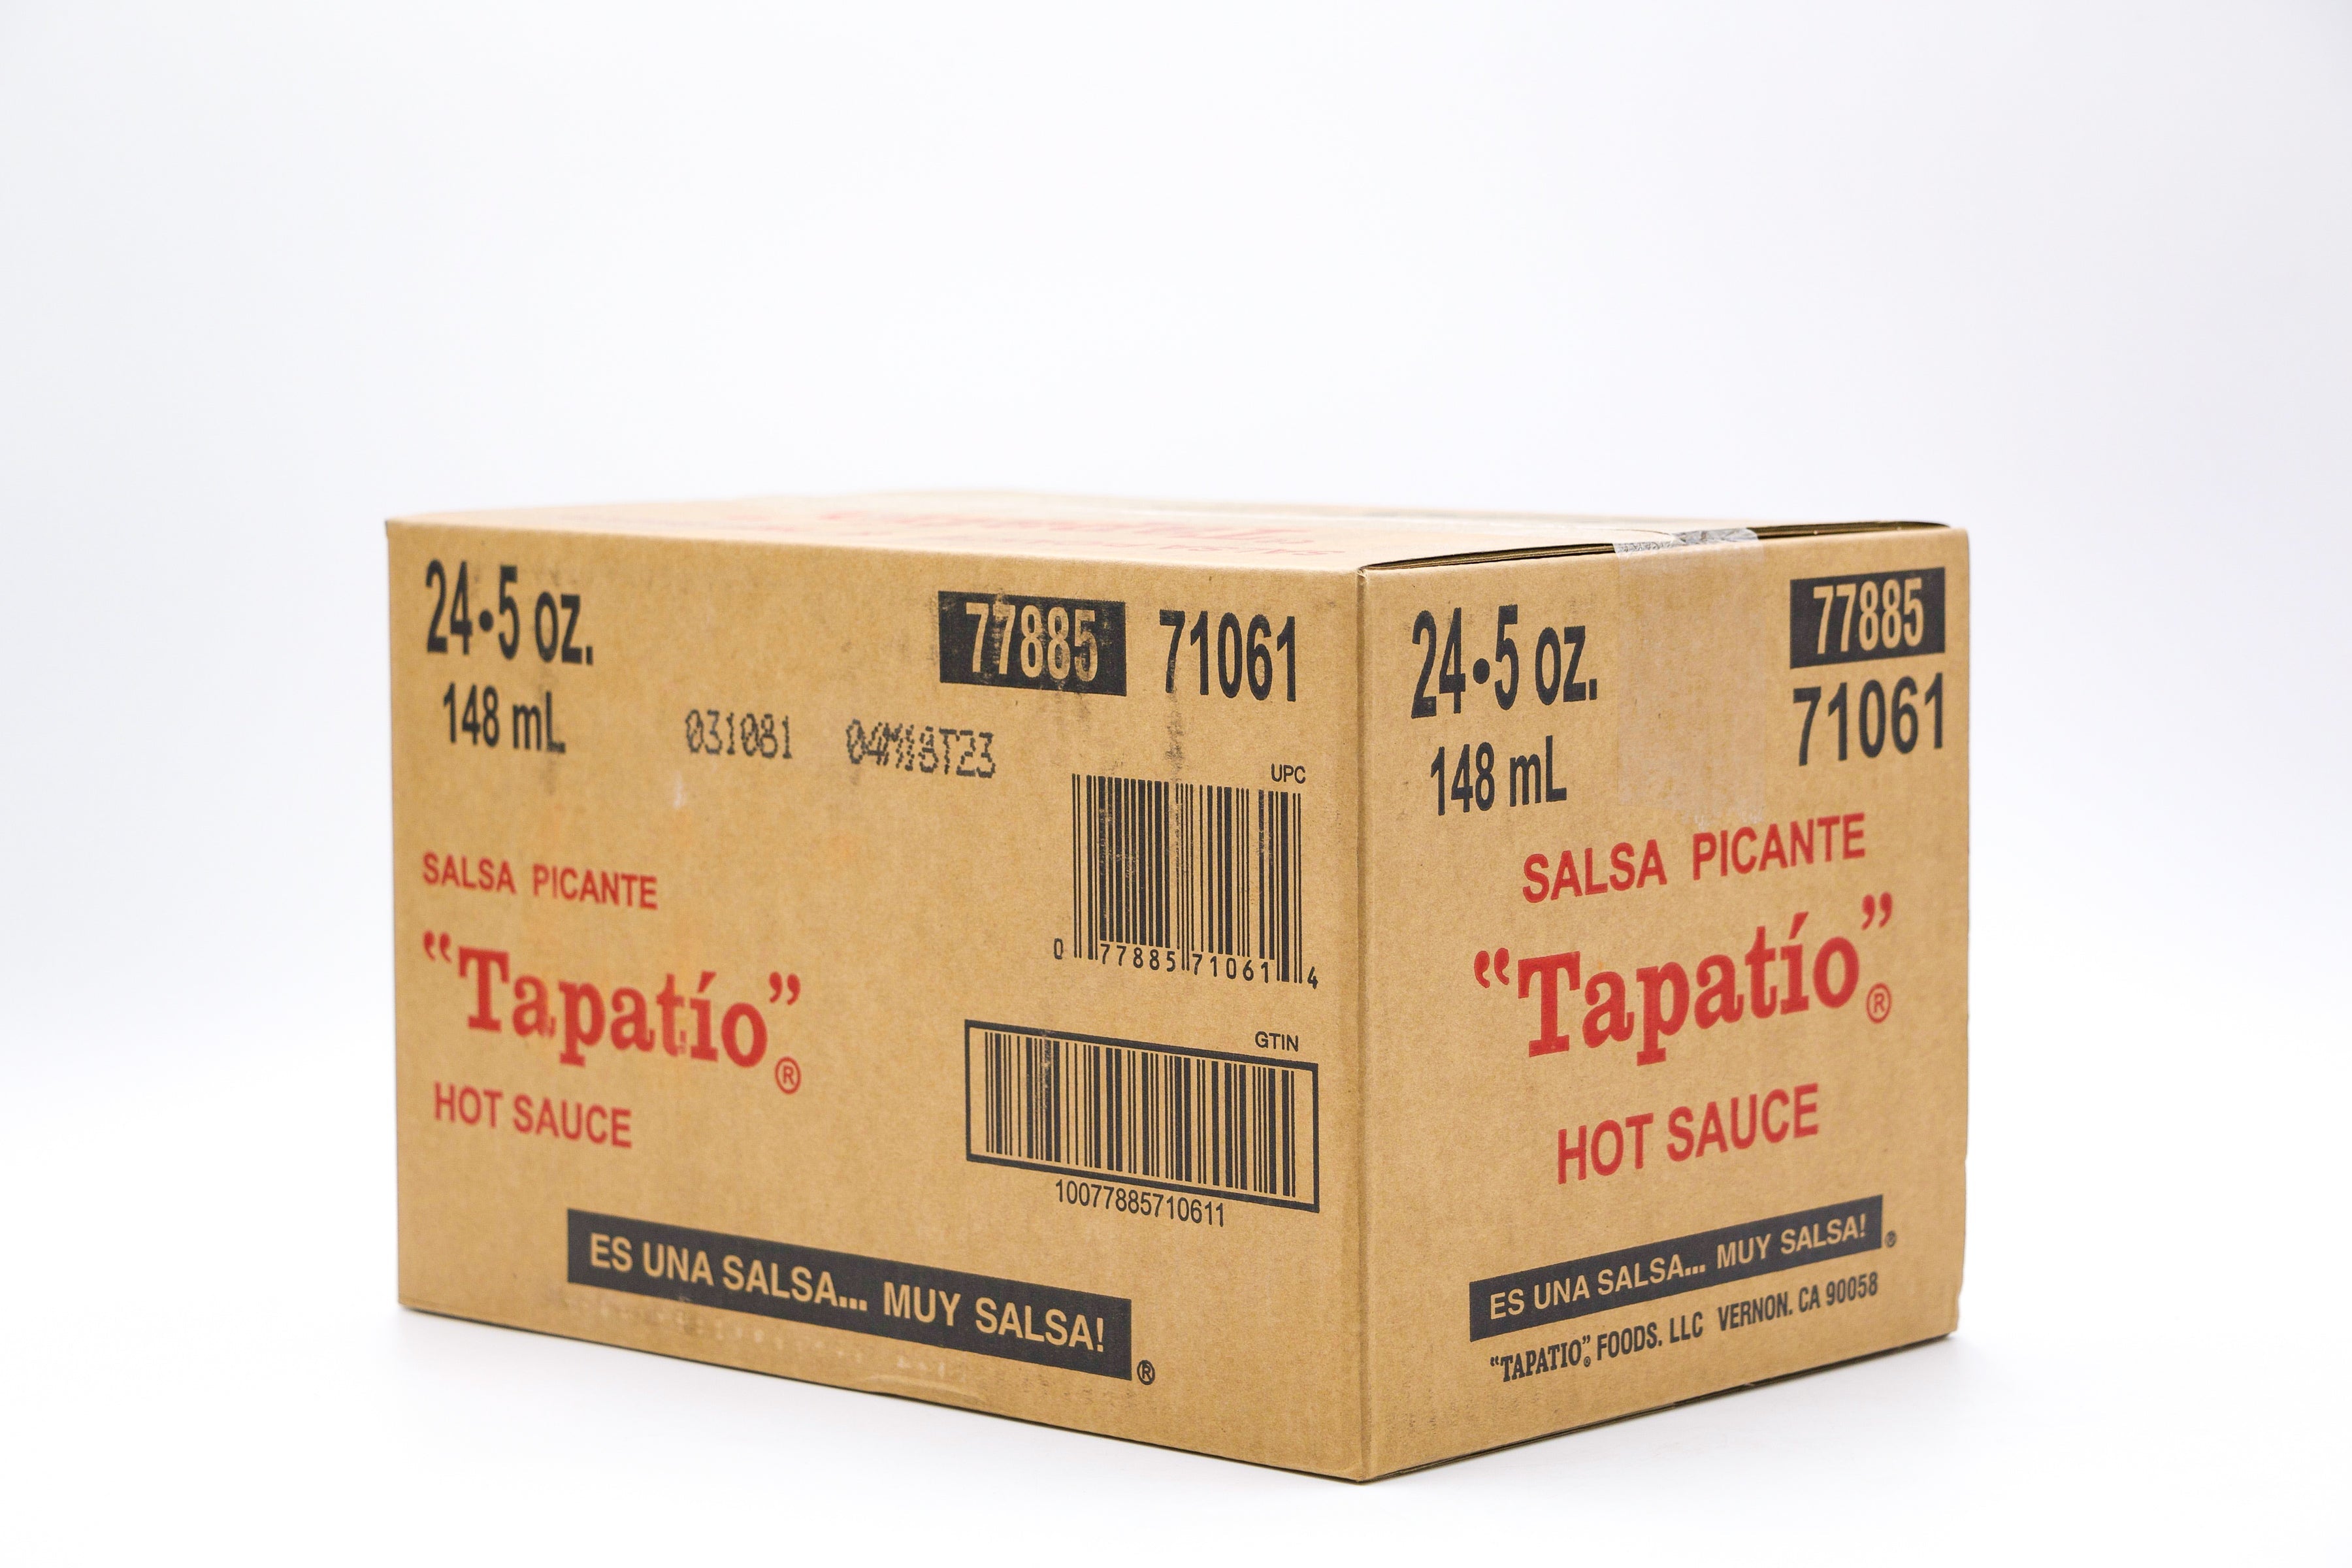 24•5 OZ.
148 mL
77885 71061
031081
SALSA PICANTE
“Tapatío”®
HOT SAUCE
UPC
0 77885 71061 4
GTIN
10077885710611
ES UNA SALSA... MUY SALSA!®
24•5 OZ.
148 mL
77885
71061
SALSA PICANTE
“Tapatío”®
HOT SAUCE
ES UNA SALSA... MUY SALSA!®
“TAPATIO”® FOODS. LLC VERNON. CA 90058